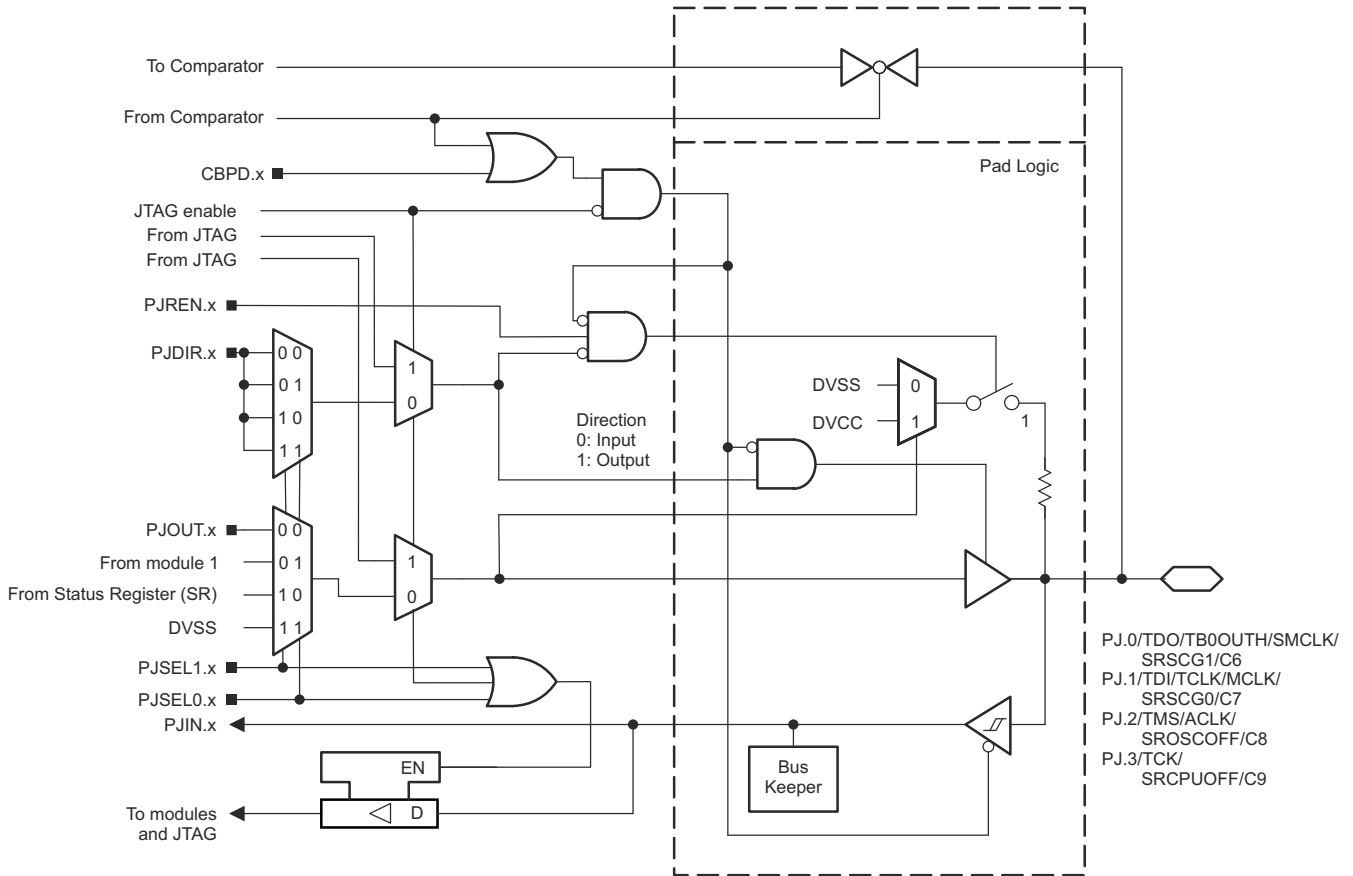 To Comparator
From Comparator
CBPD.x
JTAG enable
From JTAG
From JTAG
PJREN.x
PJDIR.x
0 0
0 1
1 0
1 1
1
0
Direction
0: Input
1: Output
Pad Logic
DVSS
DVCC
0
1
1
PJOUT.x
From module 1
From Status Register (SR)
DVSS
0 0
0 1
1 0
1 1
1
0
PJSEL1.x
PJSEL0.x
PJIN.x
EN
D
To modules
and JTAG
Bus
Keeper
PJ.0/TDO/TB0OUTH/SMCLK/
SRSCG1/C6
PJ.1/TDI/TCLK/MCLK/
SRSCG0/C7
PJ.2/TMS/ACLK/
SROSCOFF/C8
PJ.3/TCK/
SRCPUOFF/C9